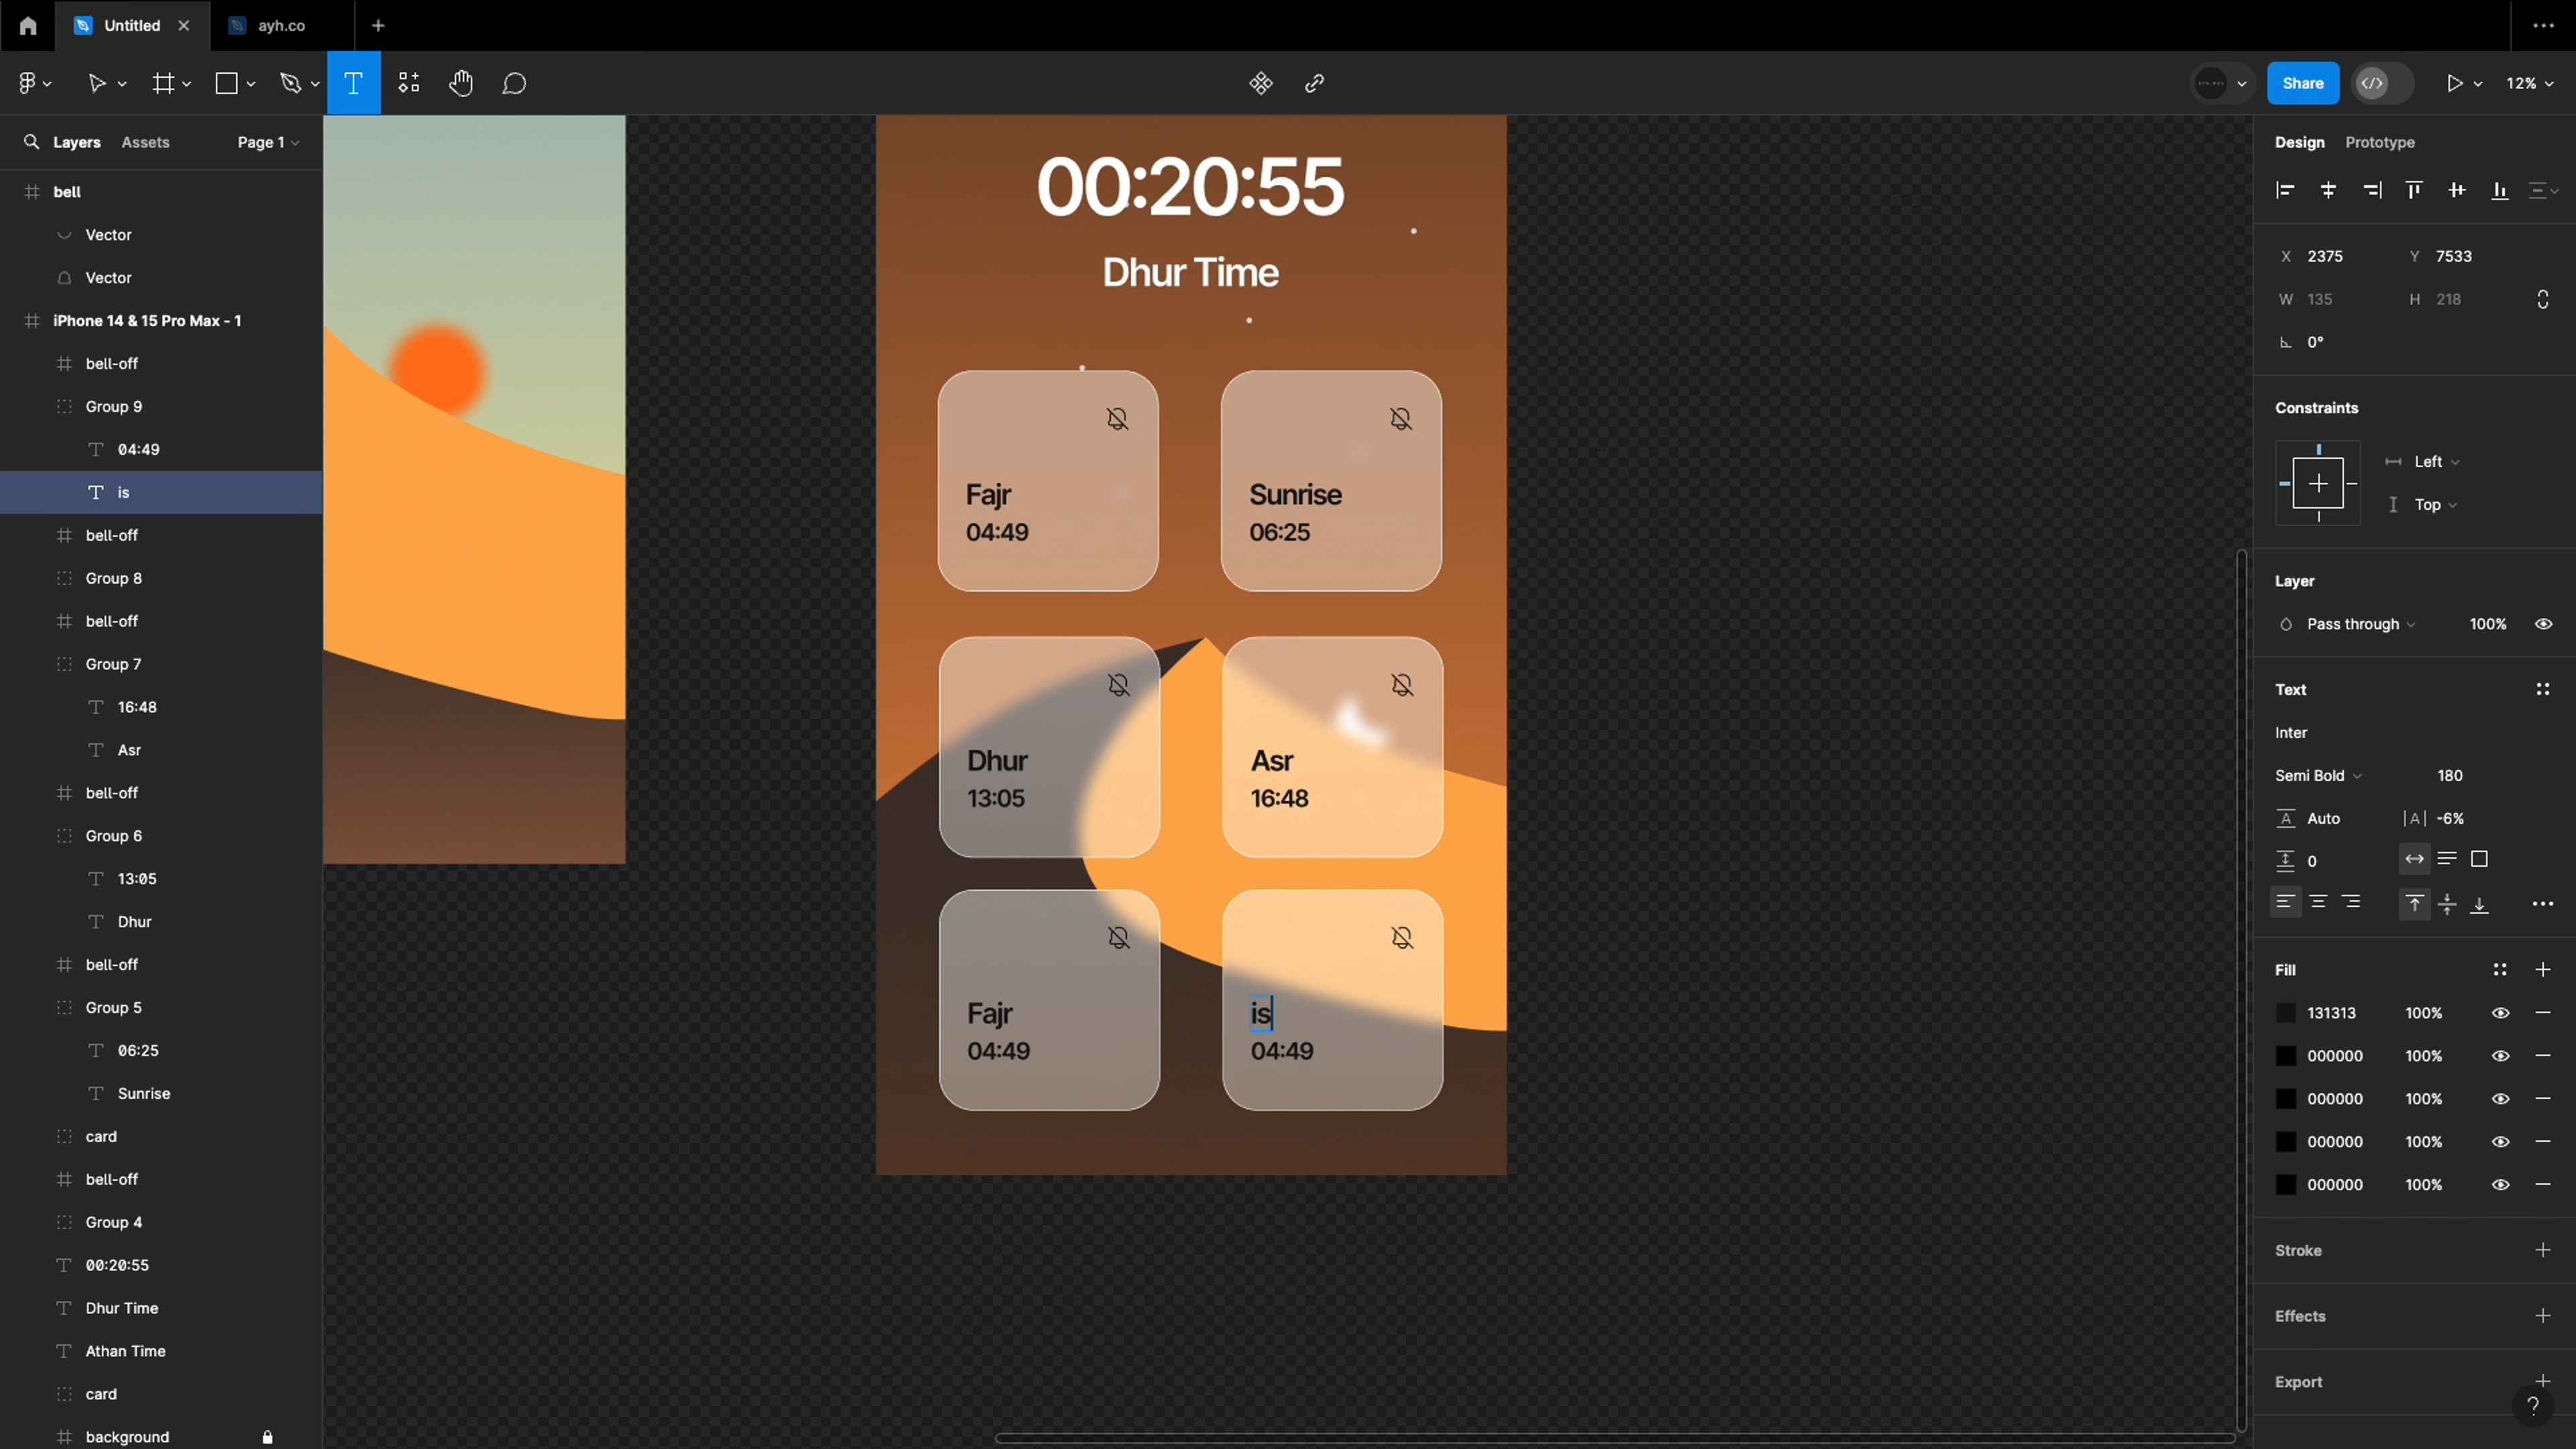 Untitled
ayh.co
Share
12%
Layers
Assets
Page 1
bell
Vector
Vector
iPhone 14 & 15 Pro Max - 1
bell-off
Group 9
04:49
is
bell-off
Group 8
bell-off
Group 7
16:48
Asr
bell-off
Group 6
13:05
Dhur
bell-off
Group 5
06:25
Sunrise
card
bell-off
Group 4
00:20:55
Dhur Time
Athan Time
card
background
00:20:55
Dhur Time
Fajr
04:49
Sunrise
06:25
Dhur
13:05
Asr
16:48
Fajr
04:49
is
04:49
Design
Prototype
X 2375
Y 7533
W 135
H 218
0°
Constraints
Left
Top
Layer
Pass through
100%
Text
Inter
Semi Bold
180
Auto
-6%
0
Fill
131313 100%
000000 100%
000000 100%
000000 100%
000000 100%
Stroke
Effects
Export
?